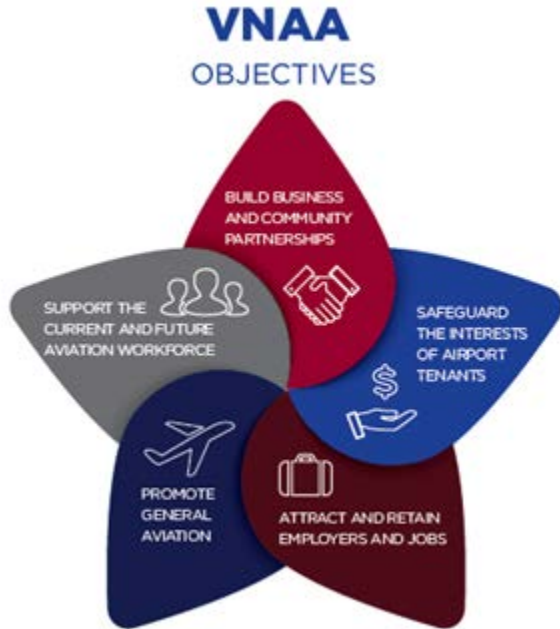 VNAA
OBJECTIVES
BUILD BUSINESS
AND COMMUNITY
PARTNERSHIPS
SAFEGUARD
THE INTERESTS
OF AIRPORT
TENANTS
$
ATTRACT AND RETAIN
EMPLOYERS AND JOBS
PROMOTE
GENERAL
AVIATION
SUPPORT THE
CURRENT AND FUTURE
AVIATION WORKFORCE